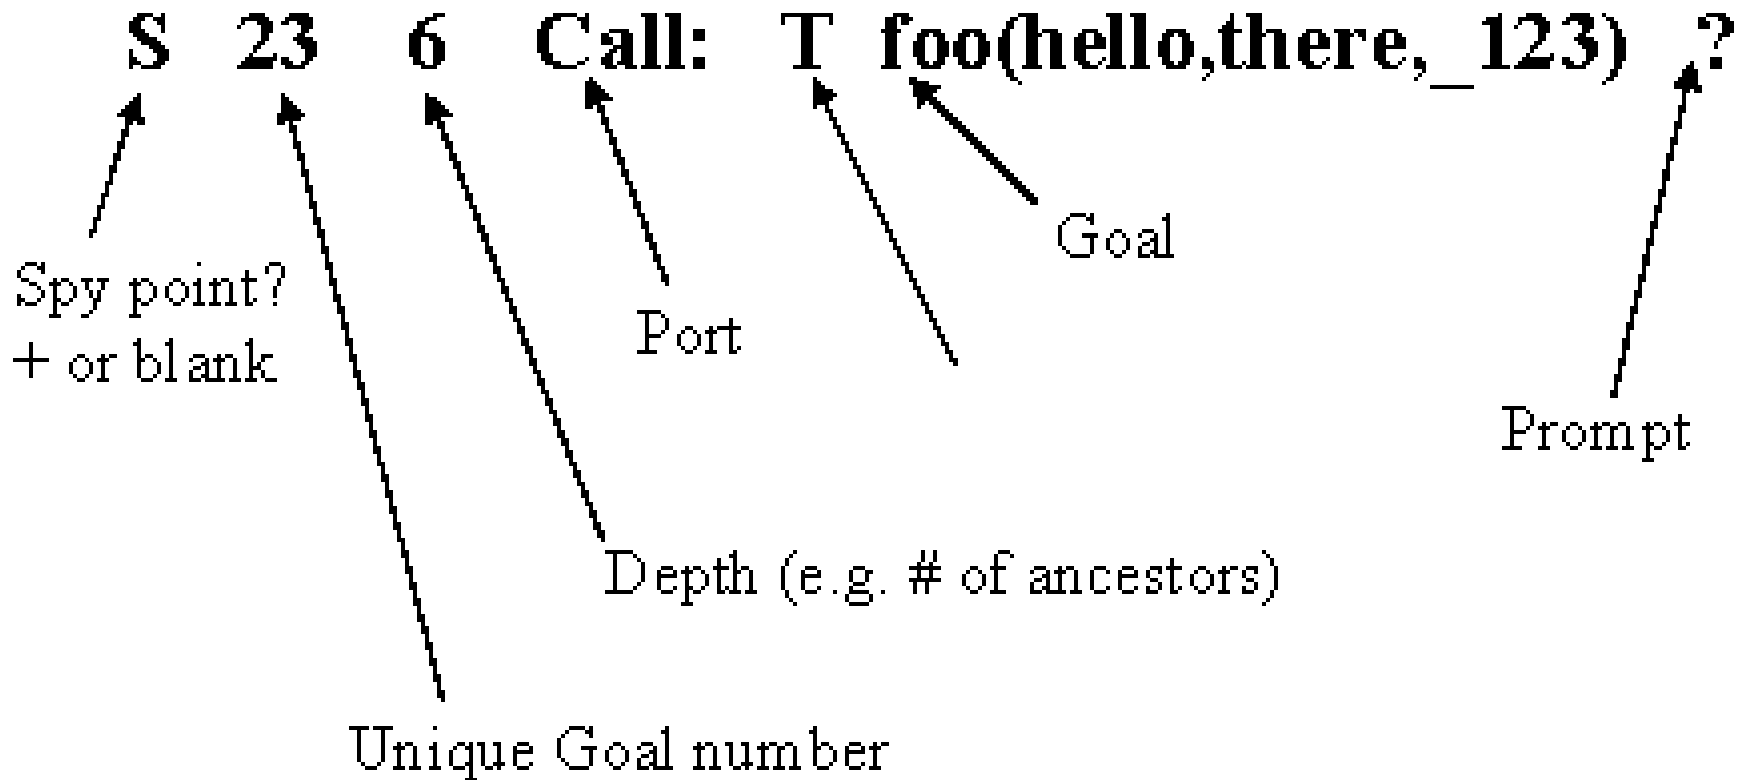 S 23 6 Call: T foo(hello,there,_123) ?
Spy point?
+ or blank
Goal
Port
Prompt
Depth (e.g. # of ancestors)
Unique Goal number